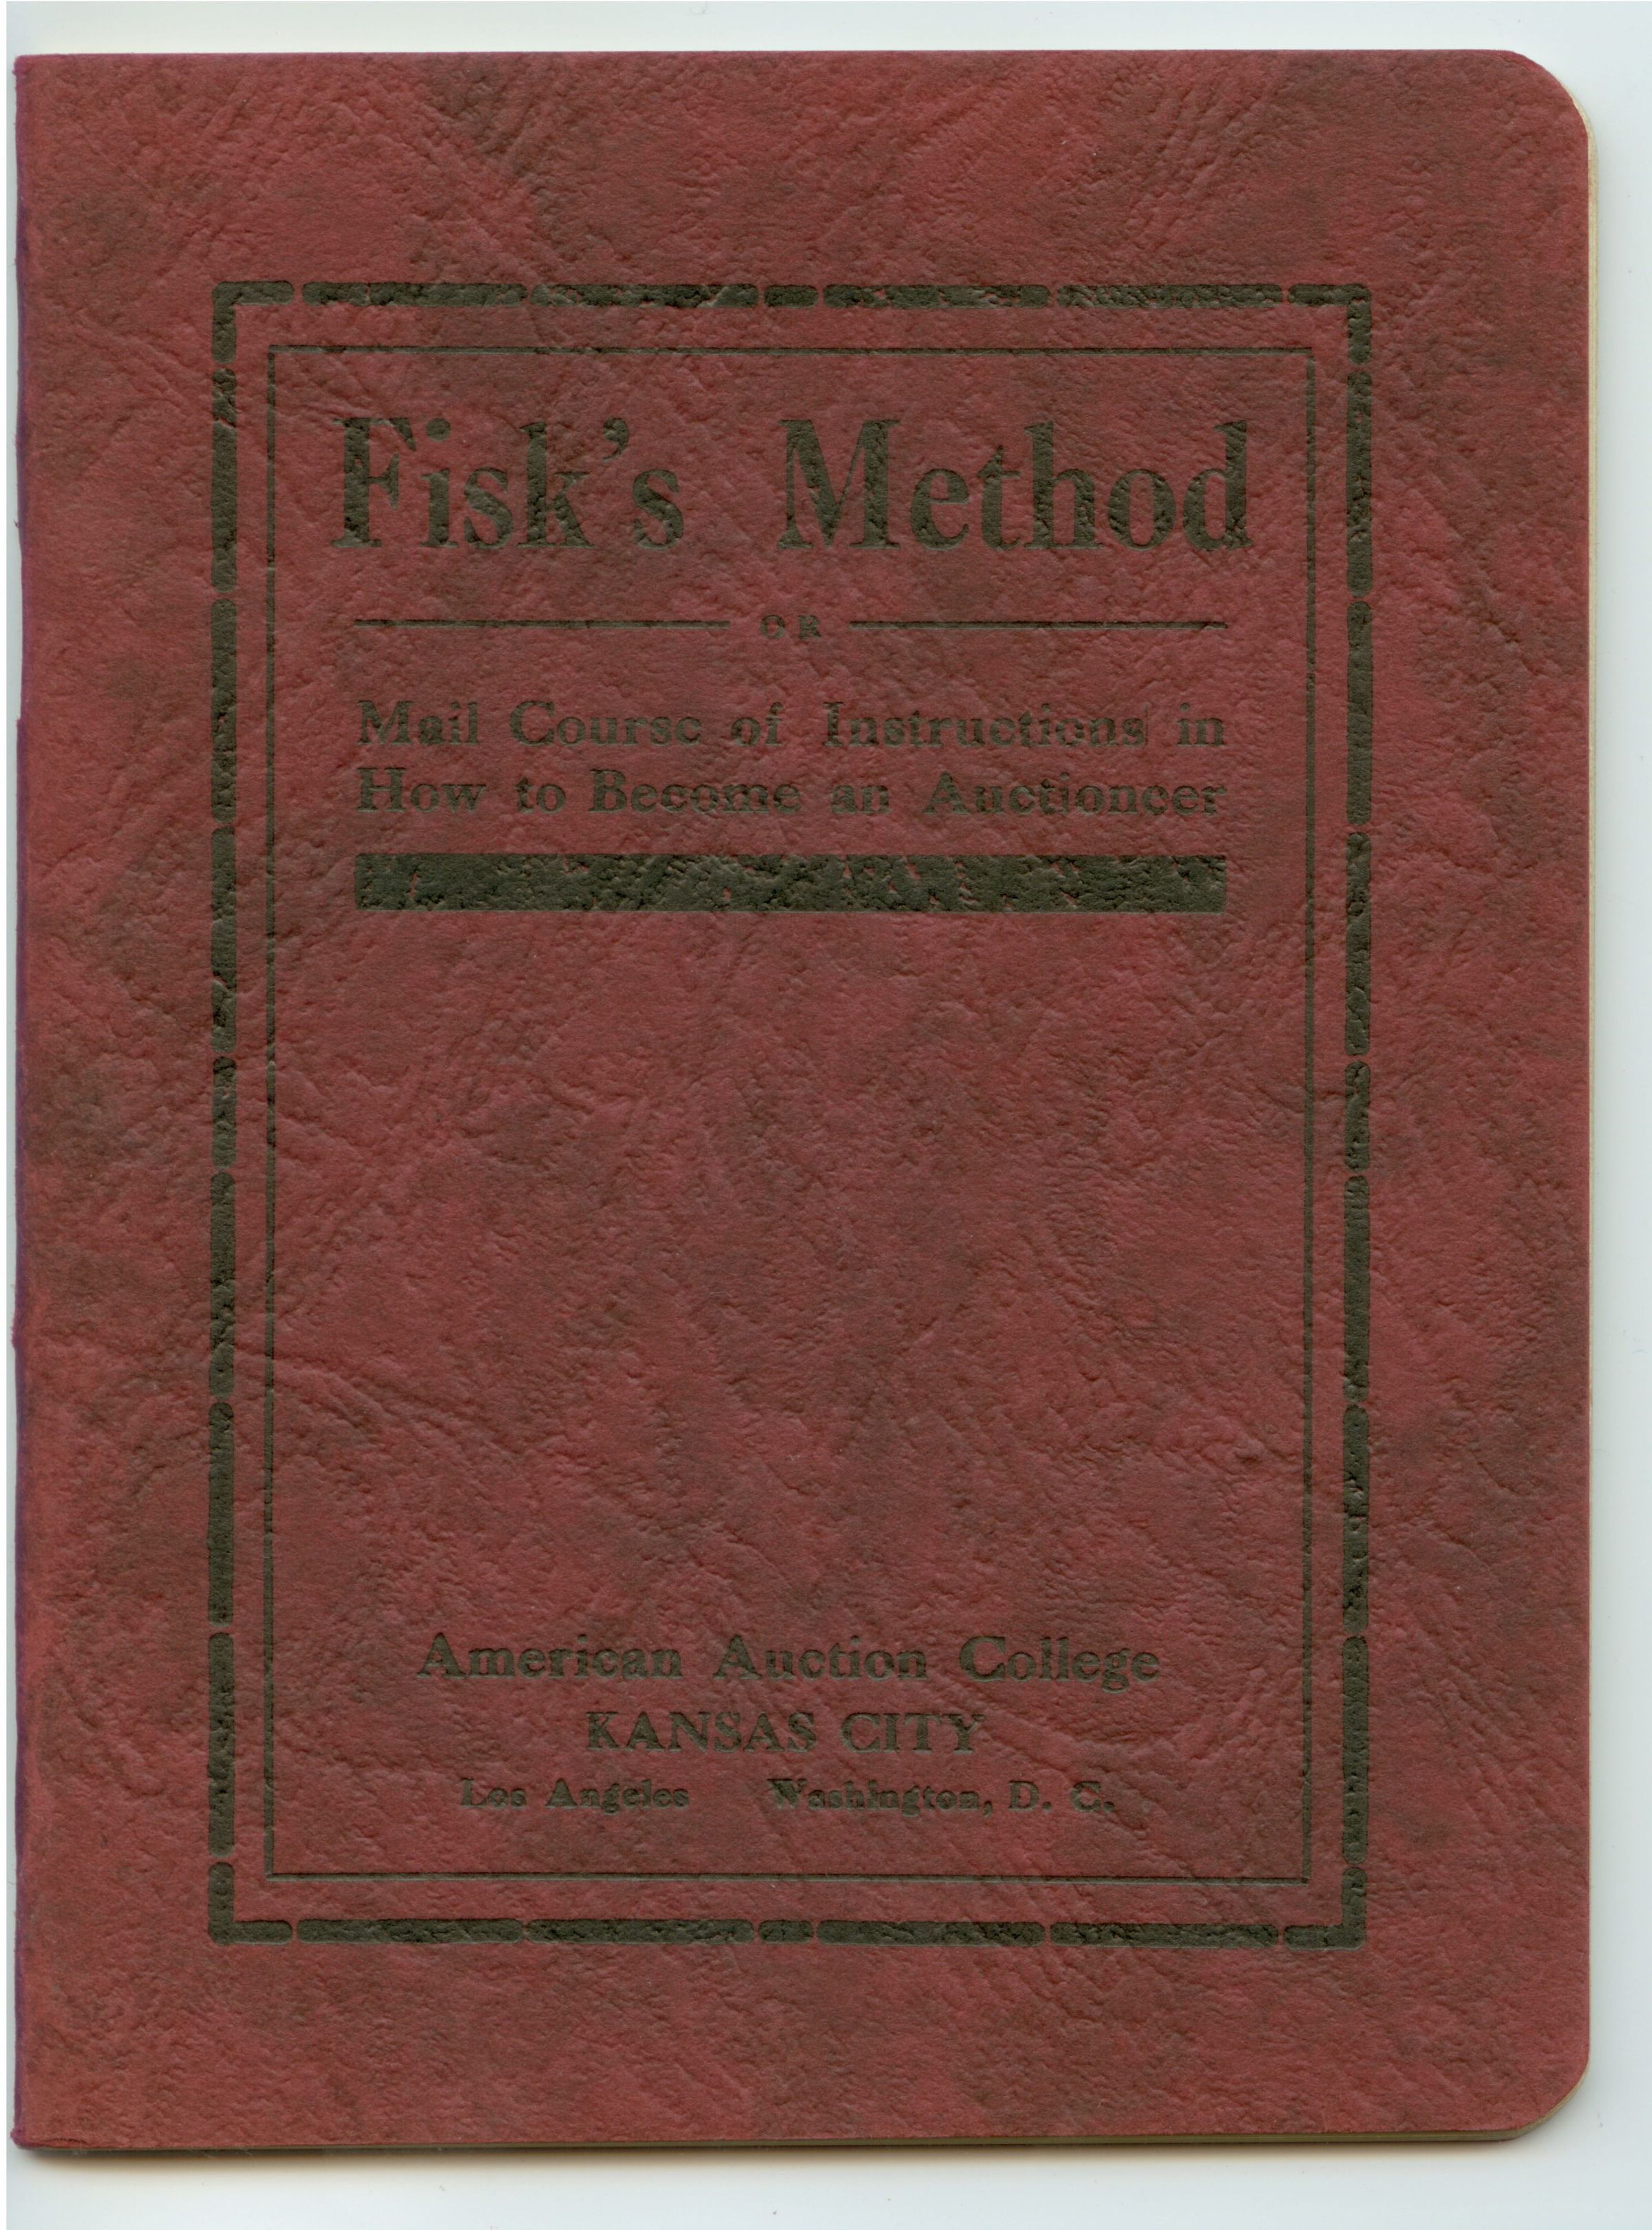 Fisk's Method
OR
Mail Course of Instructions in
How to Become an Auctioneer
American Auction College
KANSAS CITY
Los Angeles Washington, D. C.